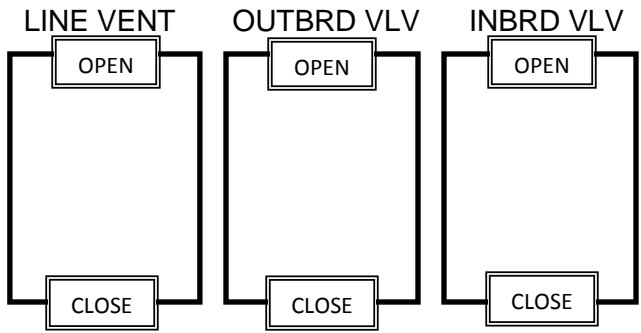 LINE VENT OUTBRD VLV INBRD VLV
OPEN OPEN OPEN
CLOSE CLOSE CLOSE